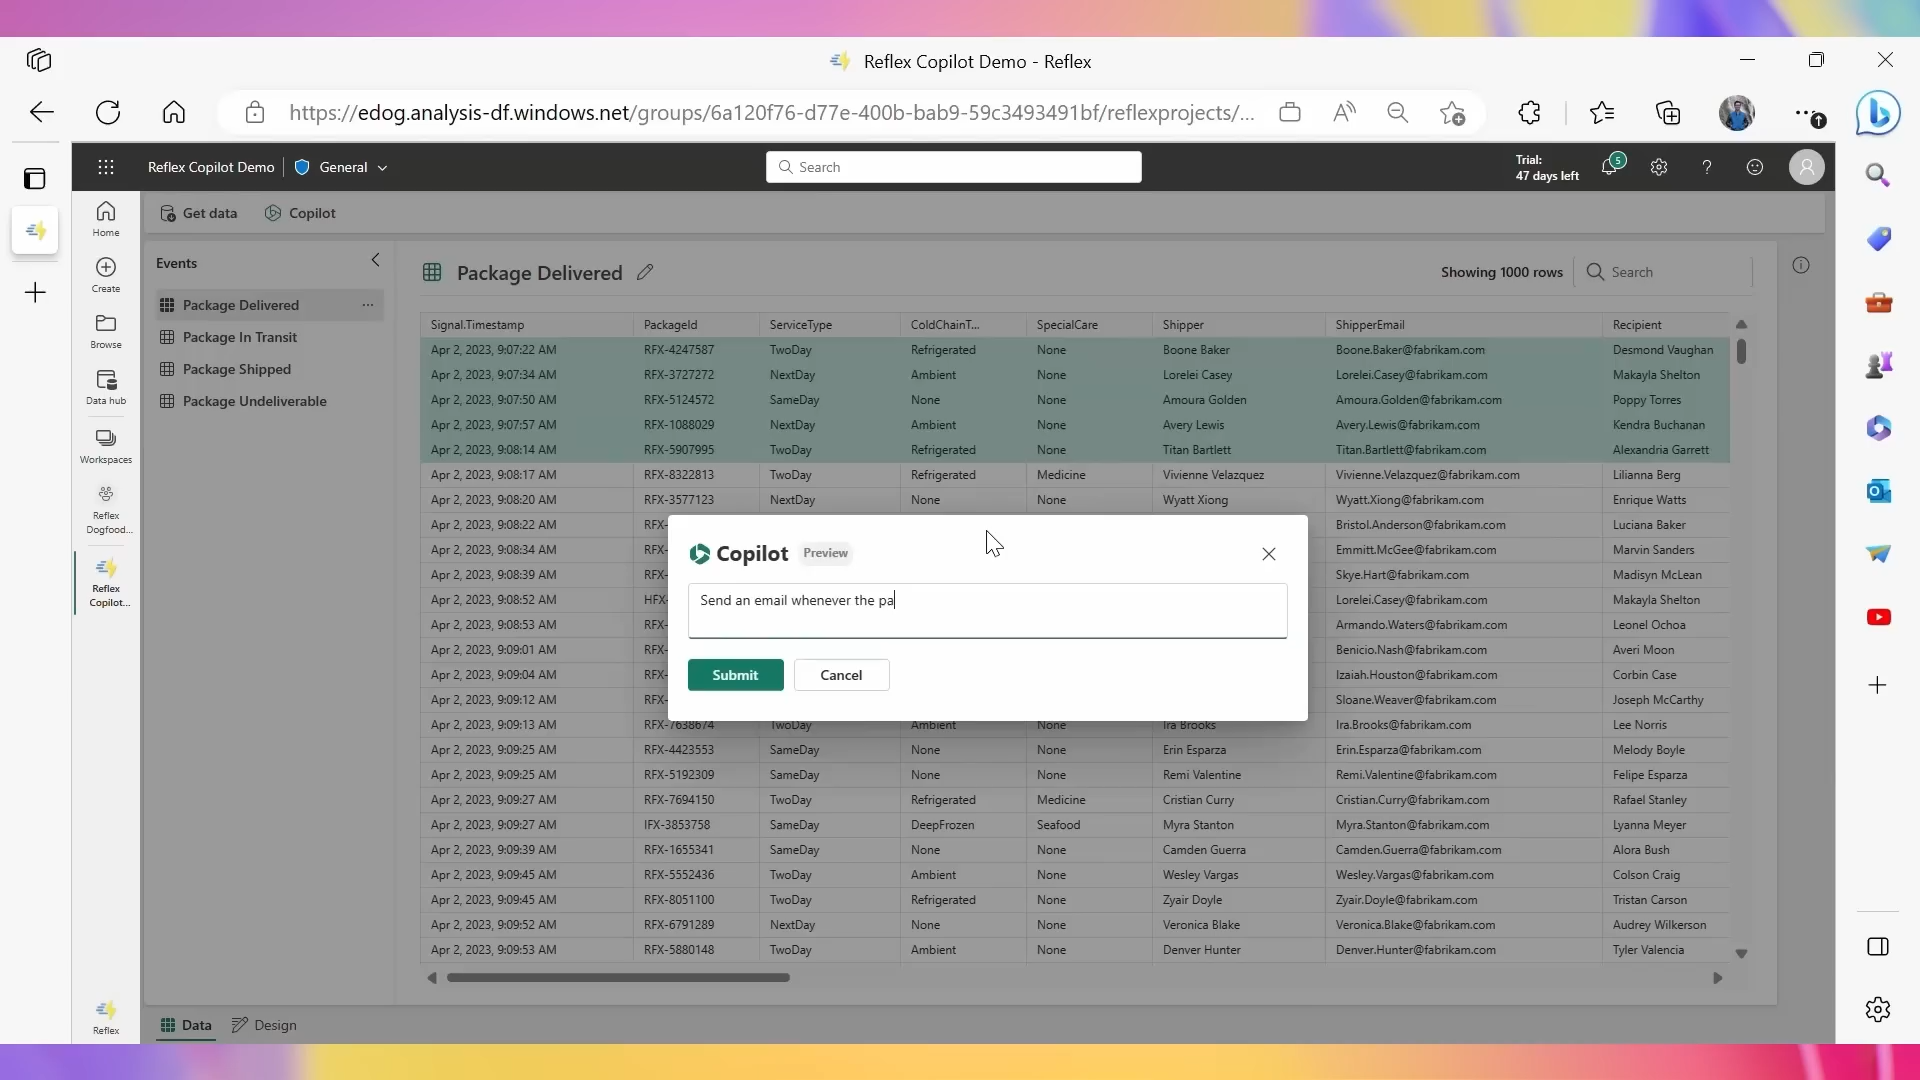 Reflex Copilot Demo - Reflex
https://edog.analysis-df.windows.net/groups/6a120f76-d77e-400b-bab9-59c3493491bf/reflexprojects/...
Reflex Copilot Demo General Search Trial: 47 days left 5
Get data Copilot
Home
Create
Browse
Data hub
Workspaces
Reflex Dogfood...
Reflex Copilot...
Reflex
Events
Package Delivered ...
Package In Transit
Package Shipped
Package Undeliverable
Package Delivered Showing 1000 rows Search
Signal.Timestamp PackageId ServiceType ColdChainT... SpecialCare Shipper ShipperEmail Recipient
Apr 2, 2023, 9:07:22 AM RFX-4247587 TwoDay Refrigerated None Boone Baker Boone.Baker@fabrikam.com Desmond Vaughan
Apr 2, 2023, 9:07:34 AM RFX-3727272 NextDay Ambient None Lorelei Casey Lorelei.Casey@fabrikam.com Makayla Shelton
Apr 2, 2023, 9:07:50 AM RFX-5124572 SameDay None None Amoura Golden Amoura.Golden@fabrikam.com Poppy Torres
Apr 2, 2023, 9:07:57 AM RFX-1088029 NextDay Ambient None Avery Lewis Avery.Lewis@fabrikam.com Kendra Buchanan
Apr 2, 2023, 9:08:14 AM RFX-5907995 TwoDay Refrigerated None Titan Bartlett Titan.Bartlett@fabrikam.com Alexandria Garrett
Apr 2, 2023, 9:08:17 AM RFX-8322813 TwoDay Refrigerated Medicine Vivienne Velazquez Vivienne.Velazquez@fabrikam.com Lilianna Berg
Apr 2, 2023, 9:08:20 AM RFX-3577123 NextDay None None Wyatt Xiong Wyatt.Xiong@fabrikam.com Enrique Watts
Apr 2, 2023, 9:08:22 AM RFX- Bristol.Anderson@fabrikam.com Luciana Baker
Apr 2, 2023, 9:08:34 AM RFX- Emmitt.McGee@fabrikam.com Marvin Sanders
Apr 2, 2023, 9:08:39 AM RFX- Skye.Hart@fabrikam.com Madisyn McLean
Apr 2, 2023, 9:08:52 AM HFX- Lorelei.Casey@fabrikam.com Makayla Shelton
Apr 2, 2023, 9:08:53 AM RFX- Armando.Waters@fabrikam.com Leonel Ochoa
Apr 2, 2023, 9:09:01 AM RFX- Benicio.Nash@fabrikam.com Averi Moon
Apr 2, 2023, 9:09:04 AM RFX- Izaiah.Houston@fabrikam.com Corbin Case
Apr 2, 2023, 9:09:12 AM RFX- Sloane.Weaver@fabrikam.com Joseph McCarthy
Apr 2, 2023, 9:09:13 AM RFX-7638674 TwoDay Ambient None Ira Brooks Ira.Brooks@fabrikam.com Lee Norris
Apr 2, 2023, 9:09:25 AM RFX-4423553 SameDay None None Erin Esparza Erin.Esparza@fabrikam.com Melody Boyle
Apr 2, 2023, 9:09:25 AM RFX-5192309 SameDay None None Remi Valentine Remi.Valentine@fabrikam.com Felipe Esparza
Apr 2, 2023, 9:09:27 AM RFX-7694150 TwoDay Refrigerated Medicine Cristian Curry Cristian.Curry@fabrikam.com Rafael Stanley
Apr 2, 2023, 9:09:27 AM IFX-3853758 SameDay DeepFrozen Seafood Myra Stanton Myra.Stanton@fabrikam.com Lyanna Meyer
Apr 2, 2023, 9:09:39 AM RFX-1655341 SameDay None None Camden Guerra Camden.Guerra@fabrikam.com Alora Bush
Apr 2, 2023, 9:09:45 AM RFX-5552436 TwoDay Ambient None Wesley Vargas Wesley.Vargas@fabrikam.com Colson Craig
Apr 2, 2023, 9:09:45 AM RFX-8051100 TwoDay Refrigerated None Zyair Doyle Zyair.Doyle@fabrikam.com Tristan Carson
Apr 2, 2023, 9:09:52 AM RFX-6791289 NextDay None None Veronica Blake Veronica.Blake@fabrikam.com Audrey Wilkerson
Apr 2, 2023, 9:09:53 AM RFX-5880148 TwoDay Ambient None Denver Hunter Denver.Hunter@fabrikam.com Tyler Valencia
Copilot Preview
Send an email whenever the pa
Submit Cancel
Data Design